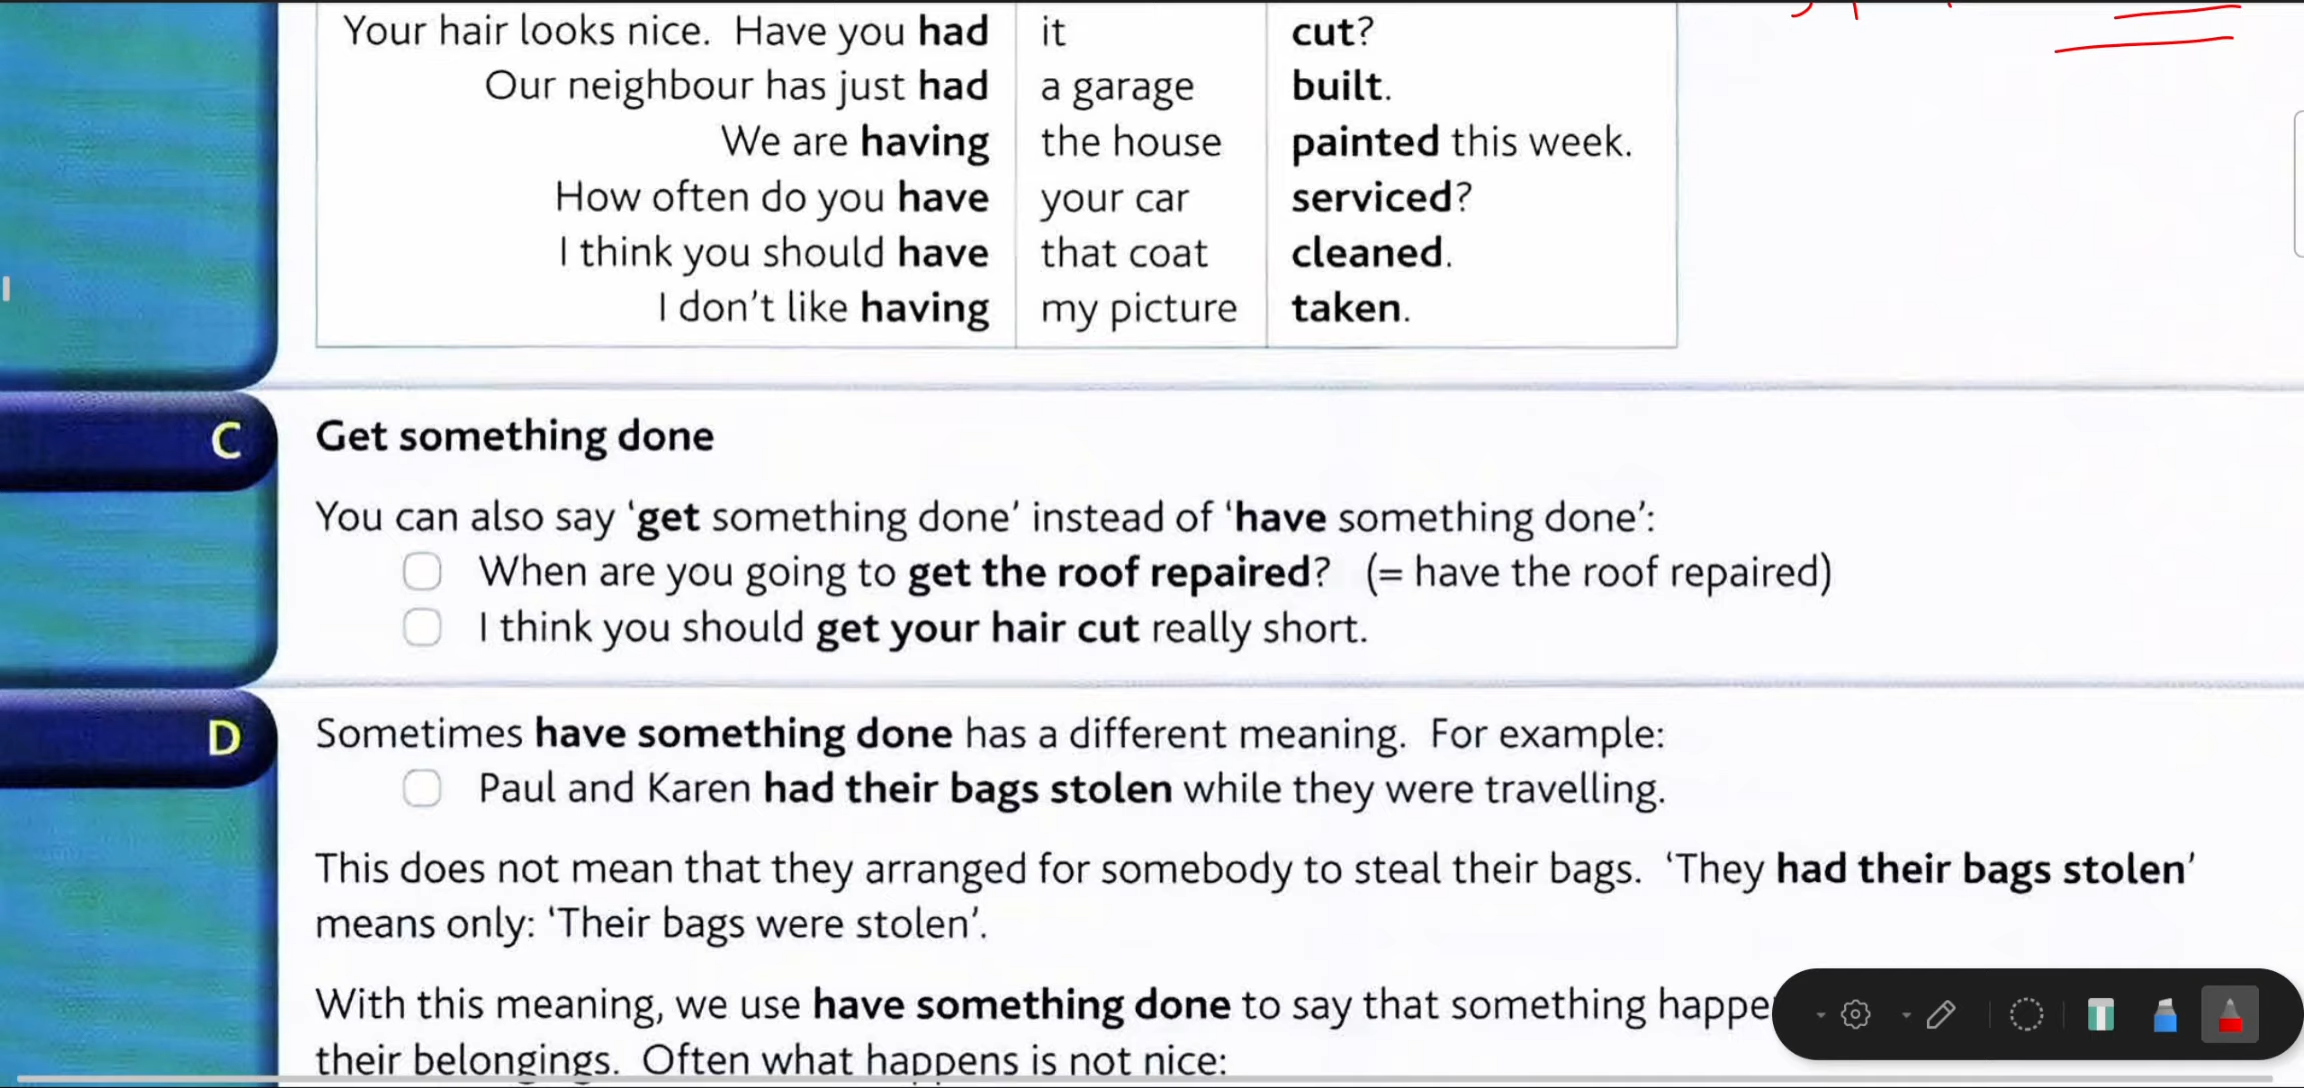 Your hair looks nice. Have you had it cut?
Our neighbour has just had a garage built.
We are having the house painted this week.
How often do you have your car serviced?
I think you should have that coat cleaned.
I don't like having my picture taken.
C Get something done
You can also say 'get something done' instead of 'have something done':
When are you going to get the roof repaired? (= have the roof repaired)
I think you should get your hair cut really short.
D Sometimes have something done has a different meaning. For example:
Paul and Karen had their bags stolen while they were travelling.
This does not mean that they arranged for somebody to steal their bags. 'They had their bags stolen'
means only: 'Their bags were stolen'.
With this meaning, we use have something done to say that something happe
their belongings. Often what happens is not nice: